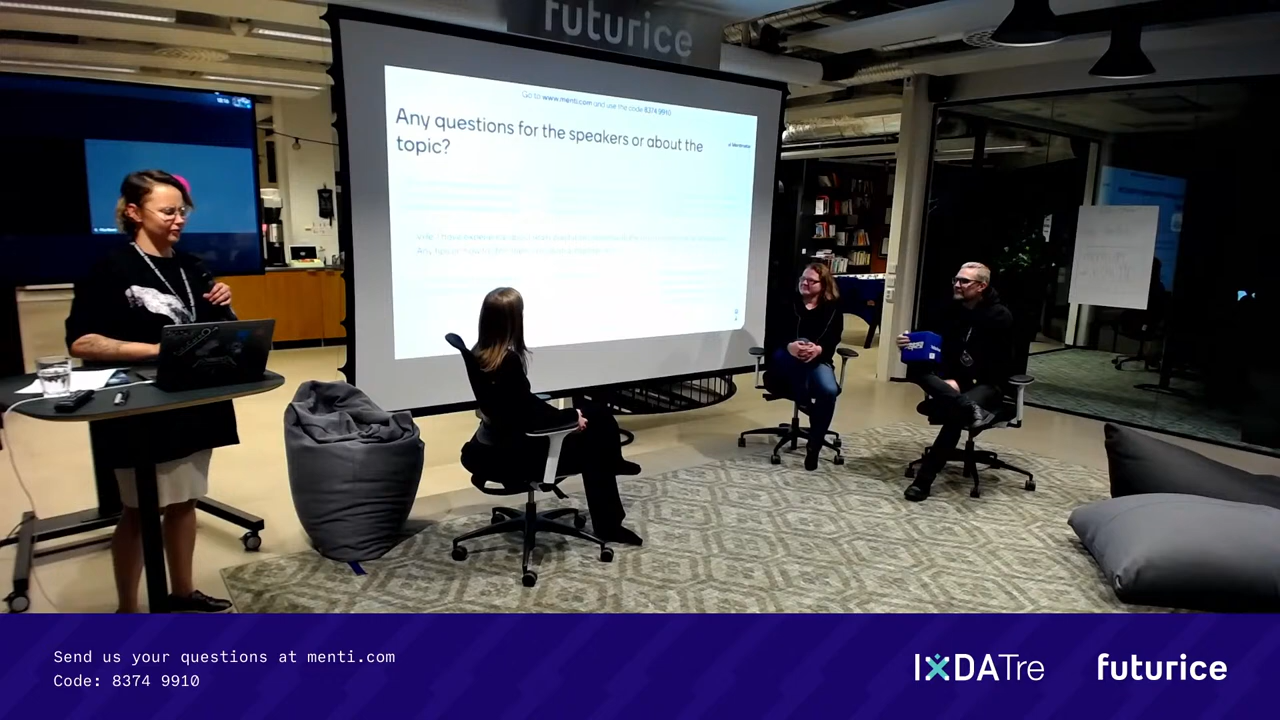 futurice
Go to www.menti.com and use the code 8374 9910
Any questions for the speakers or about the
topic?
Mentimeter
Send us your questions at menti.com
Code: 8374 9910
IXDATre
futurice